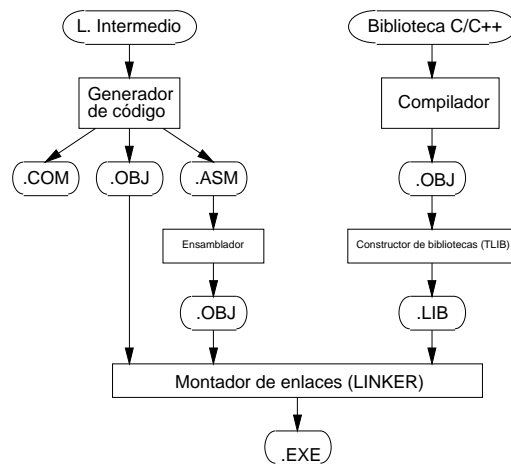 L. Intermedio
Biblioteca C/C++
Generador
de código
Compilador
.COM
.OBJ
.ASM
.OBJ
Ensamblador
Constructor de bibliotecas (TLIB)
.OBJ
.LIB
Montador de enlaces (LINKER)
.EXE